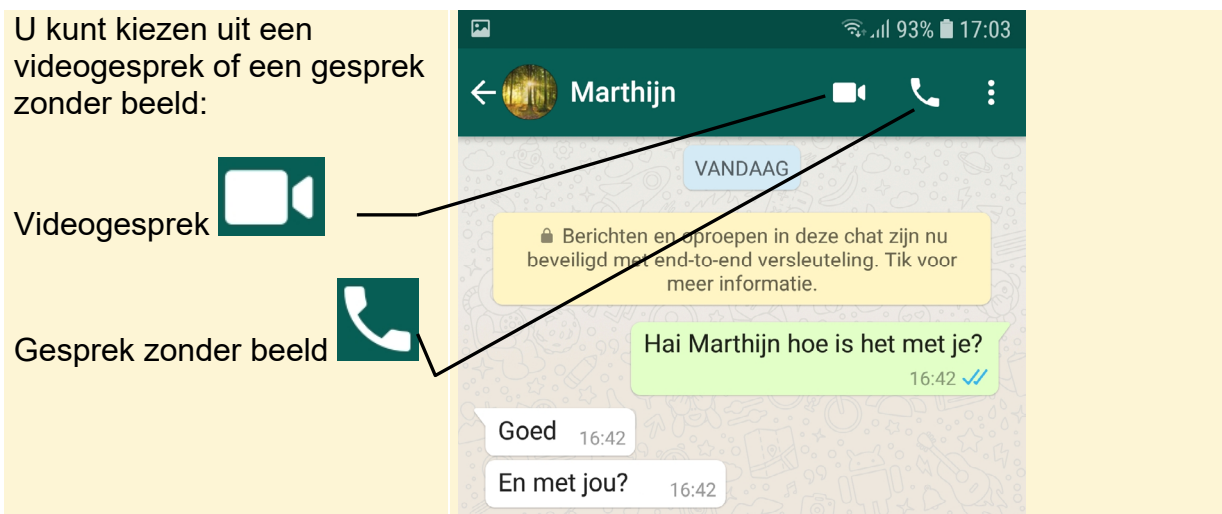 U kunt kiezen uit een
videogesprek of een gesprek
zonder beeld:
Videogesprek
Gesprek zonder beeld
93% 17:03
Marthijn
VANDAAG
Berichten en oproepen in deze chat zijn nu
beveiligd met end-to-end versleuteling. Tik voor
meer informatie.
Hai Marthijn hoe is het met je?
16:42
Goed 16:42
En met jou? 16:42